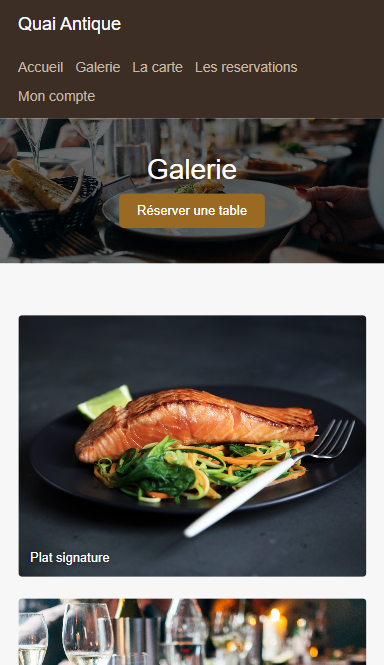 Quai Antique
Accueil Galerie La carte Les reservations
Mon compte
Galerie
Réserver une table
Plat signature